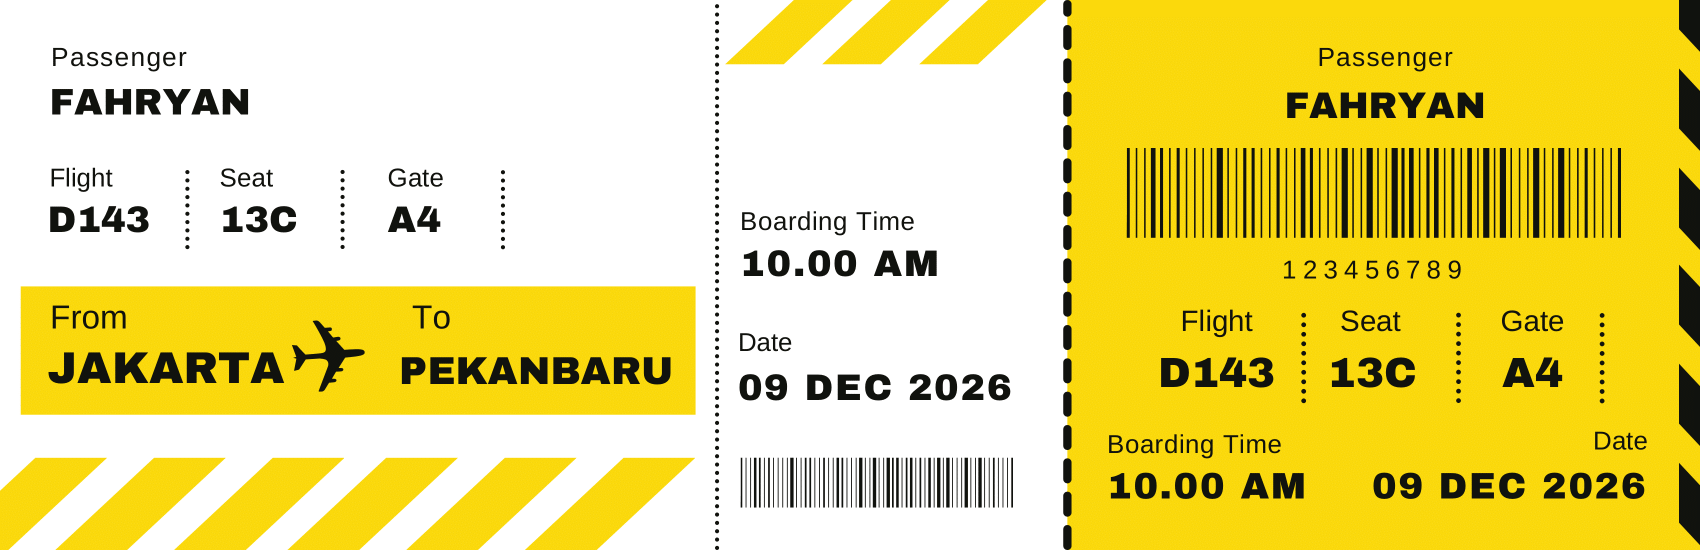 Passenger
FAHRYAN
Flight Seat Gate
D143 13C A4
From To
JAKARTA PEKANBARU
Boarding Time
10.00 AM
Date
09 DEC 2026
Passenger
FAHRYAN
123456789
Flight Seat Gate
D143 13C A4
Boarding Time Date
10.00 AM 09 DEC 2026